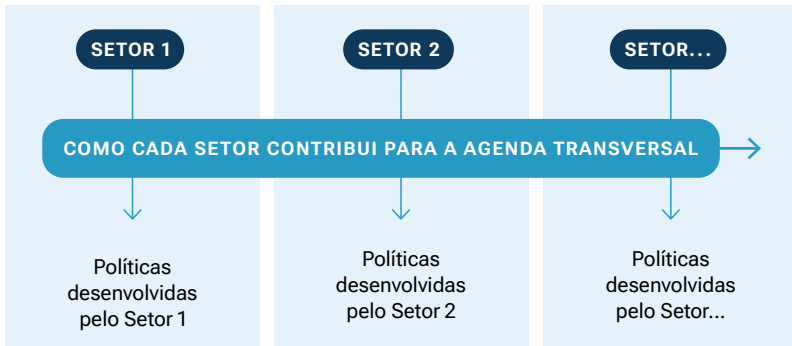 SETOR 1
SETOR 2
SETOR...
COMO CADA SETOR CONTRIBUI PARA A AGENDA TRANSVERSAL
Políticas
desenvolvidas
pelo Setor 1
Políticas
desenvolvidas
pelo Setor 2
Políticas
desenvolvidas
pelo Setor...